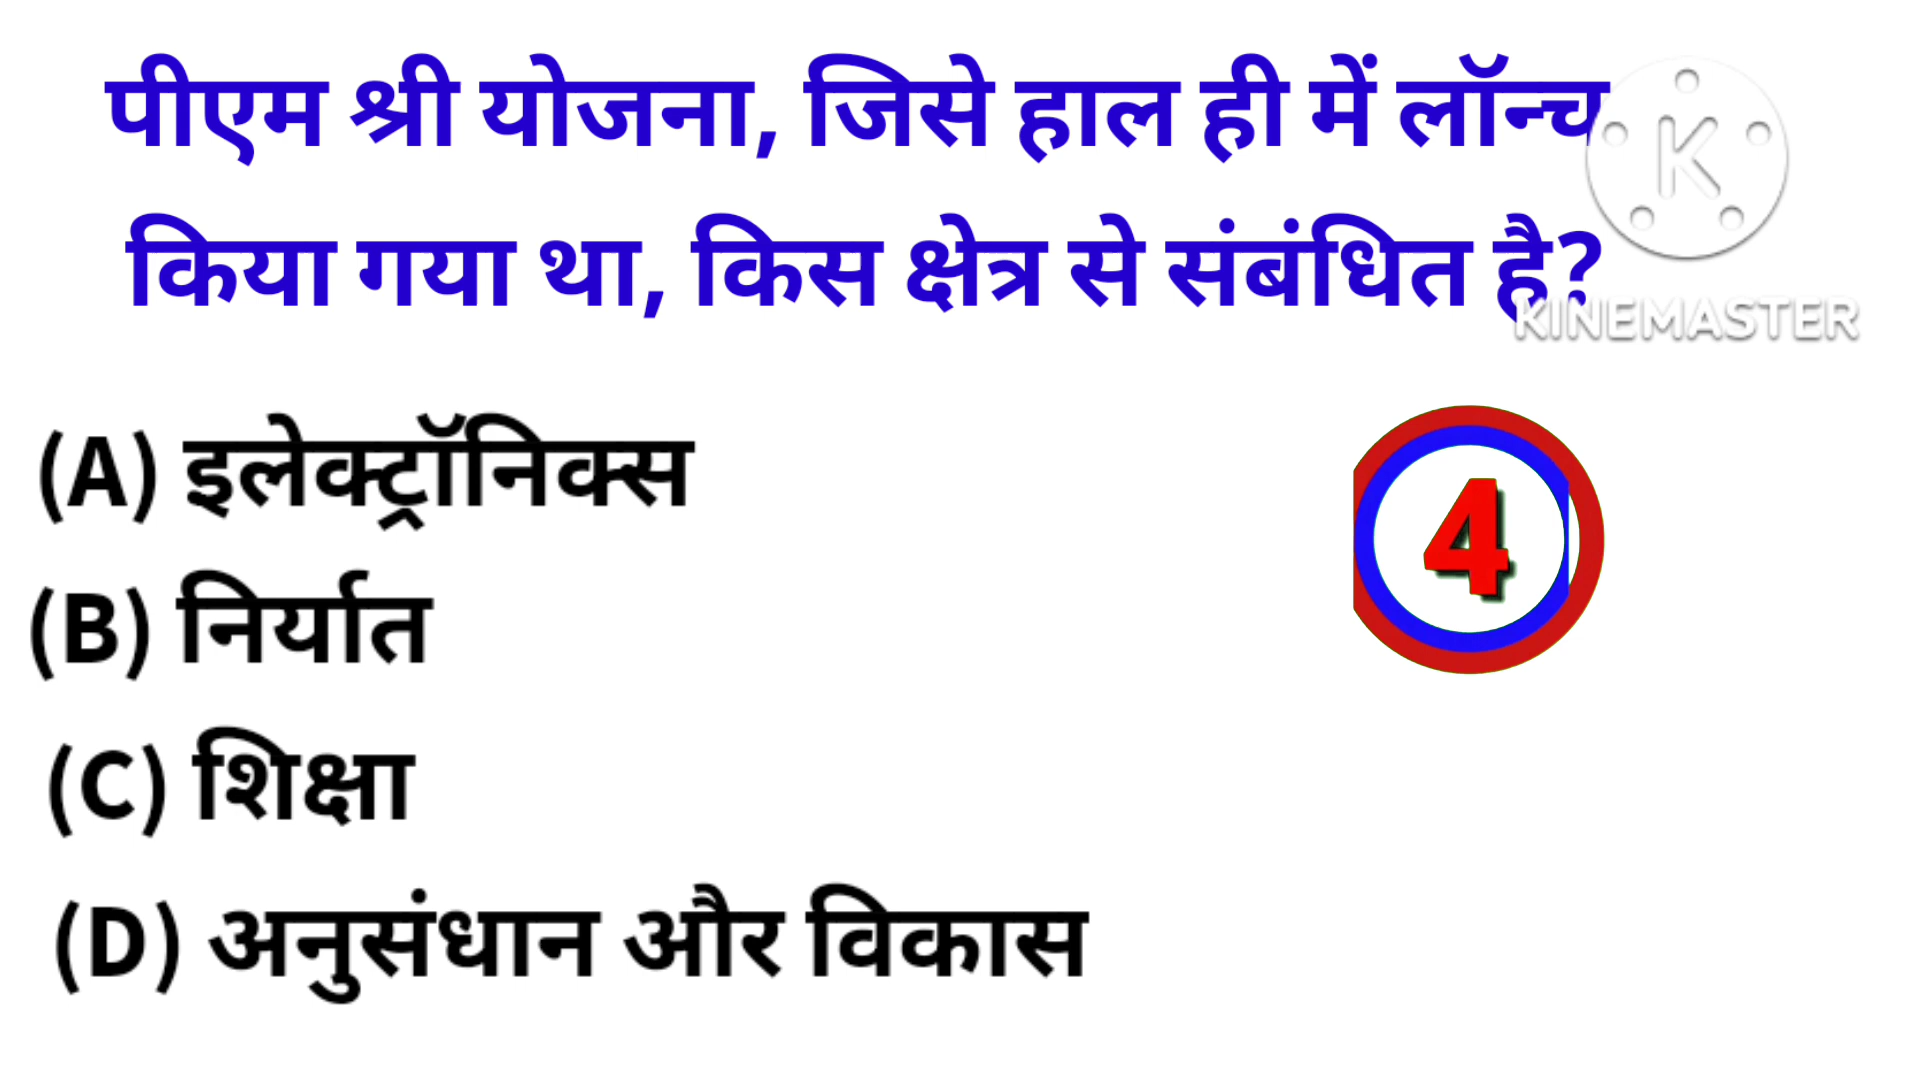 पीएम श्री योजना, जिसे हाल ही में लॉन्च
किया गया था, किस क्षेत्र से संबंधित है?
K
KINEMASTER
(A) इलेक्ट्रॉनिक्स
4
(B) निर्यात
(C) शिक्षा
(D) अनुसंधान और विकास